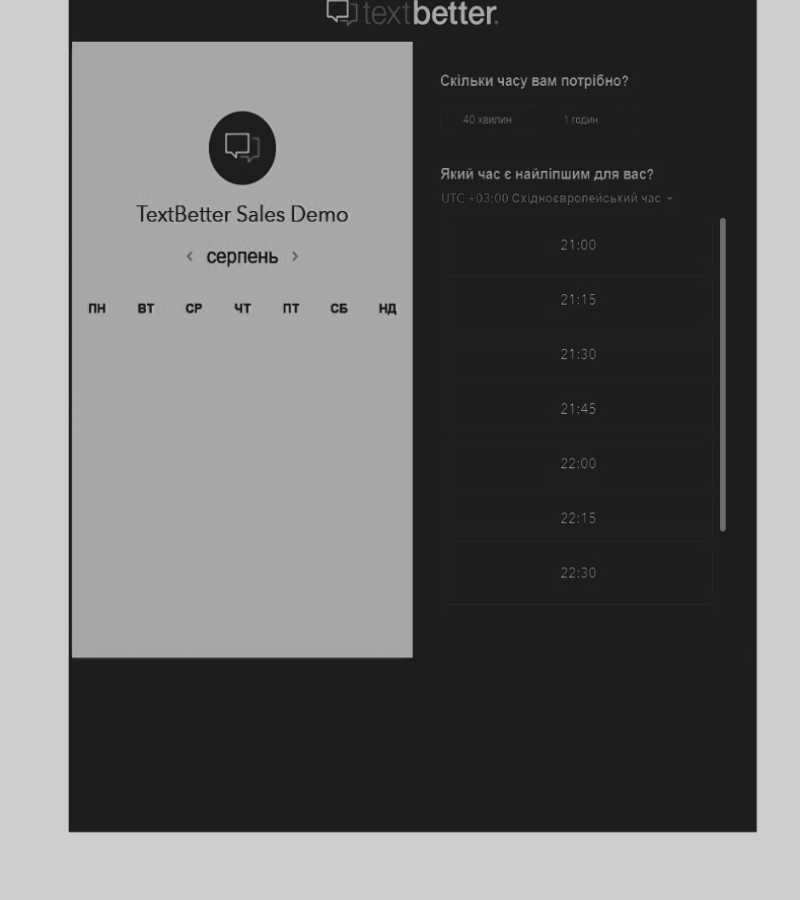 textbetter.
TextBetter Sales Demo
< серпень >
ПН ВТ СР ЧТ ПТ СБ НД
Скільки часу вам потрібно?
40 хвилин 1 годин
Який час є найліпшим для вас?
UTC +03:00 Східноєвропейський час
21:00
21:15
21:30
21:45
22:00
22:15
22:30